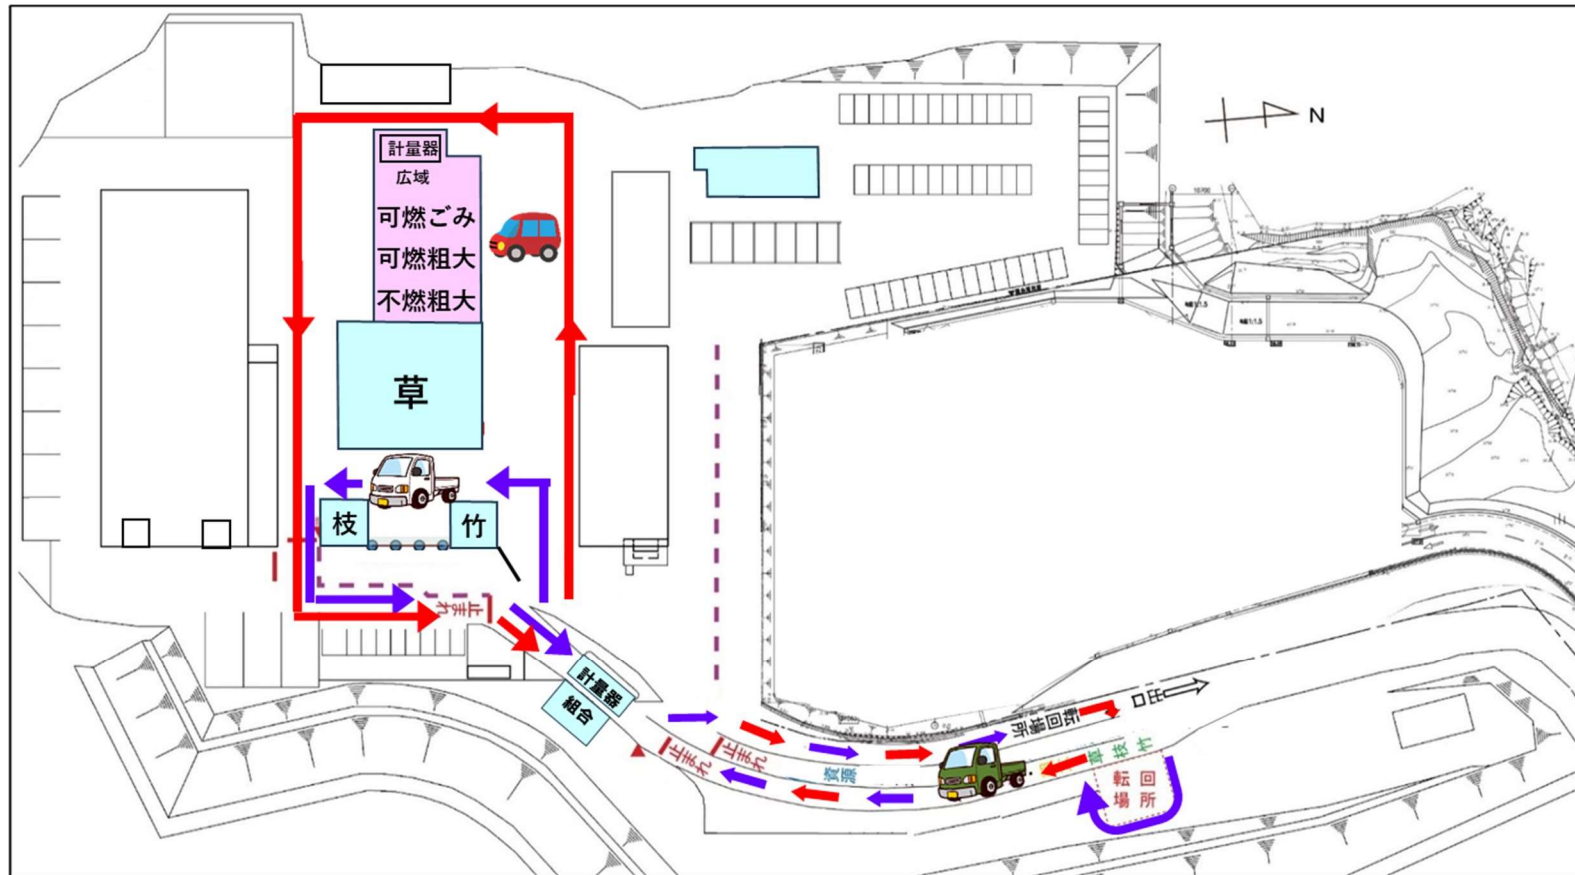 計量器
広域
可燃ごみ
可燃粗大
不燃粗大
草
枝
竹
止まれ
計量器
組合
止まれ
止まれ
資源
転回場所
出口
草枝竹
転回
場所
N
10700